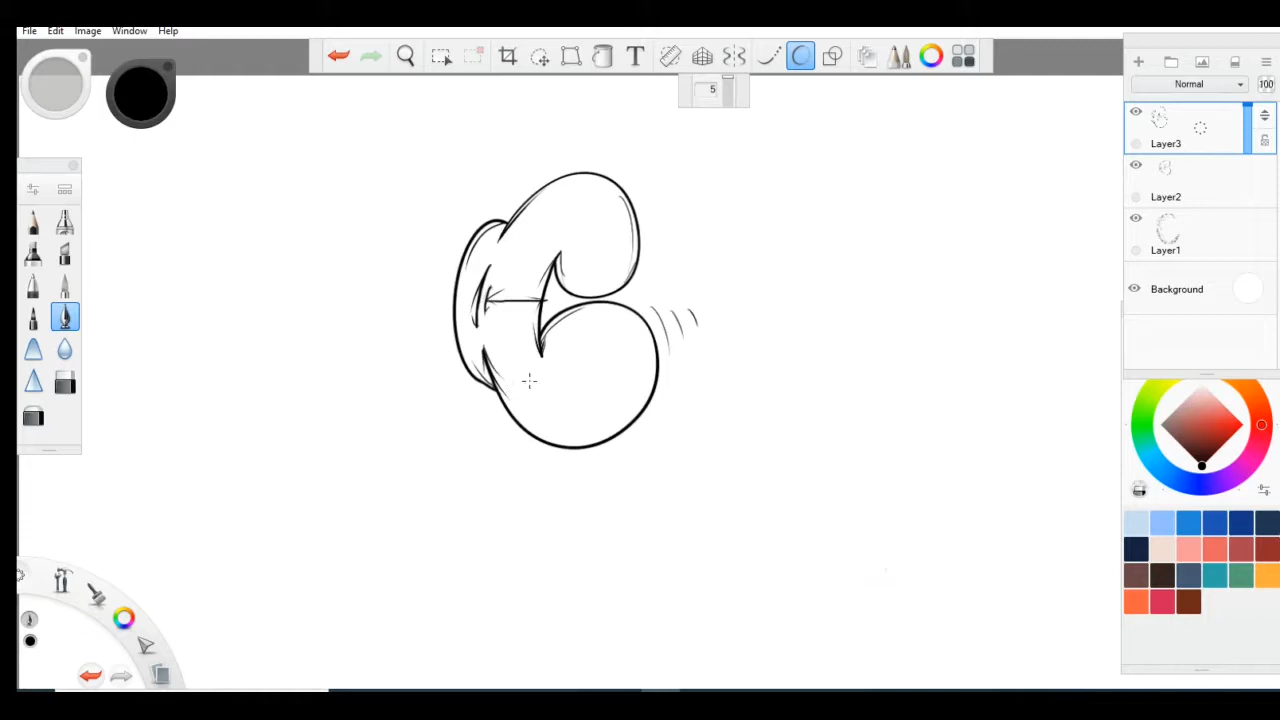 File Edit Image Window Help
T
5
Normal 100
Layer3
Layer2
Layer1
Background